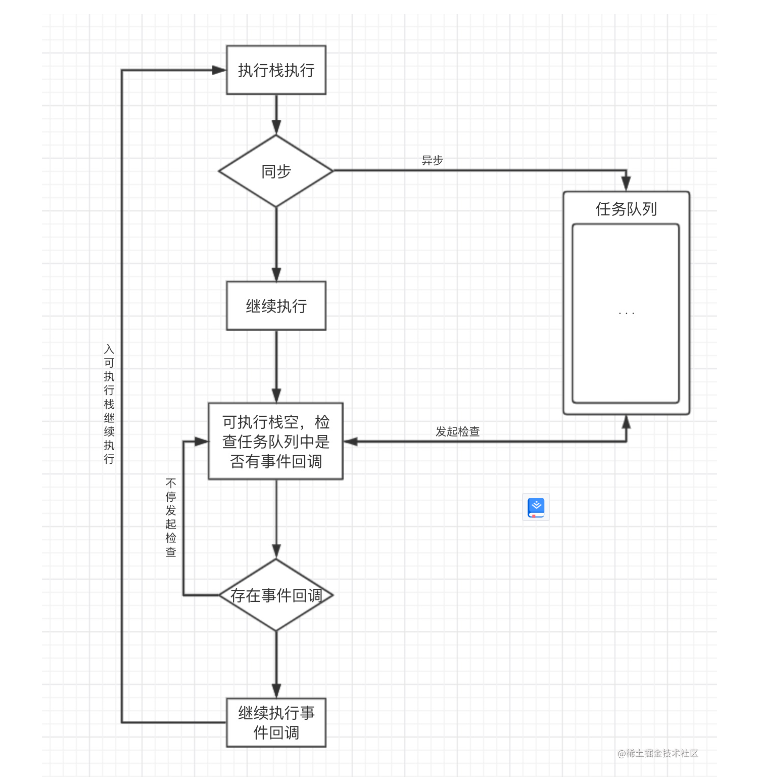 执行栈执行
同步
异步
任务队列
...
继续执行
入可执行栈继续执行
可执行栈空，检
查任务队列中是
否有事件回调
发起检查
不停发起检查
存在事件回调
继续执行事
件回调
@稀土掘金技术社区